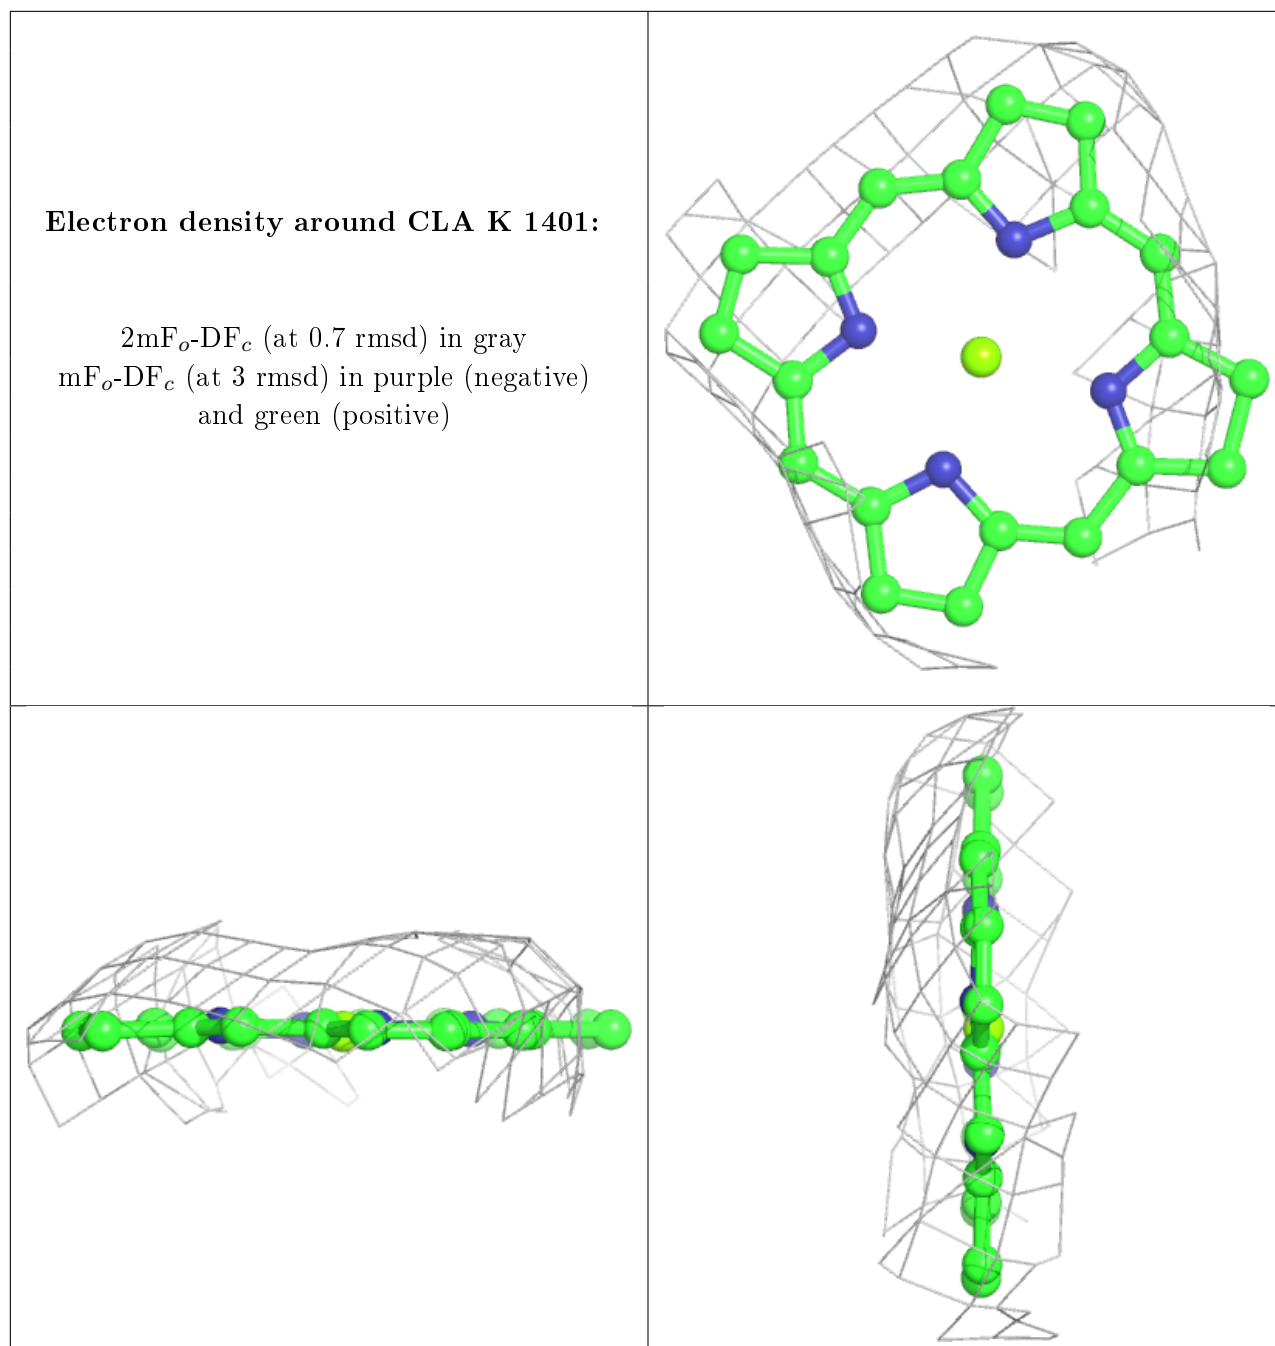 Electron density around CLA K 1401:
2mFo-DFc (at 0.7 rmsd) in gray
mFo-DFc (at 3 rmsd) in purple (negative)
and green (positive)